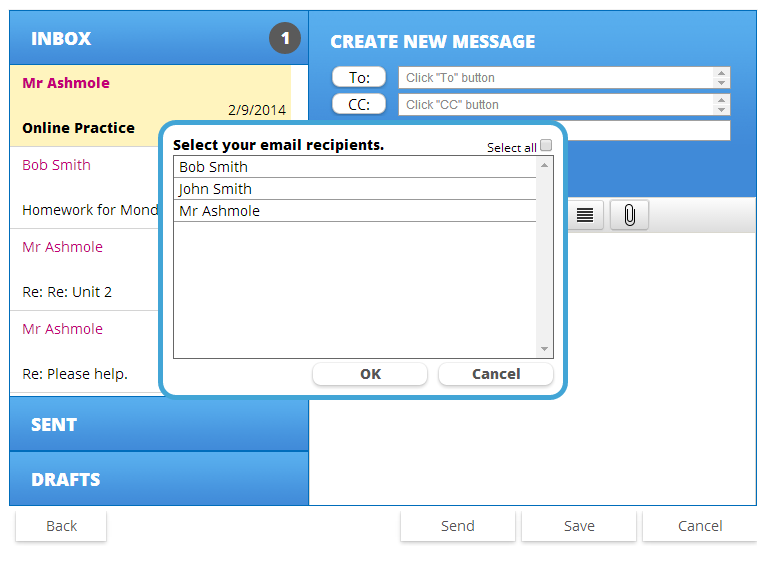 INBOX
1
Mr Ashmole
2/9/2014
Online Practice
Bob Smith
Homework for Mond
Mr Ashmole
Re: Re: Unit 2
Mr Ashmole
Re: Please help.
SENT
DRAFTS
CREATE NEW MESSAGE
To:
Click "To" button
CC:
Click "CC" button
Select your email recipients.
Select all
Bob Smith
John Smith
Mr Ashmole
OK
Cancel
Back
Send
Save
Cancel